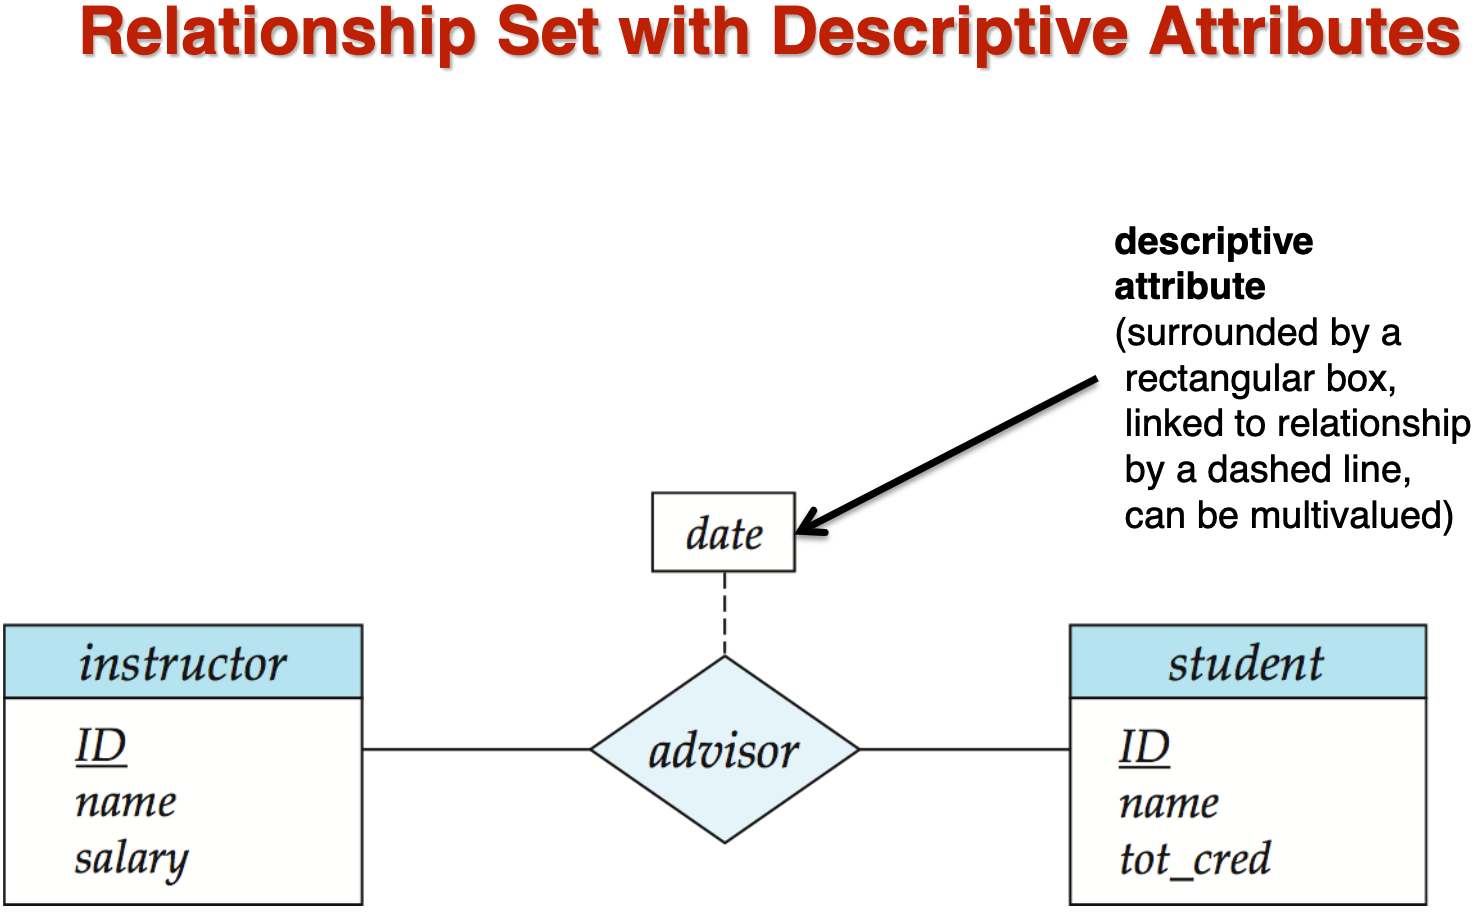 Relationship Set with Descriptive Attributes
descriptive
attribute
(surrounded by a
rectangular box,
linked to relationship
by a dashed line,
can be multivalued)
date
instructor
ID
name
salary
advisor
student
ID
name
tot_cred